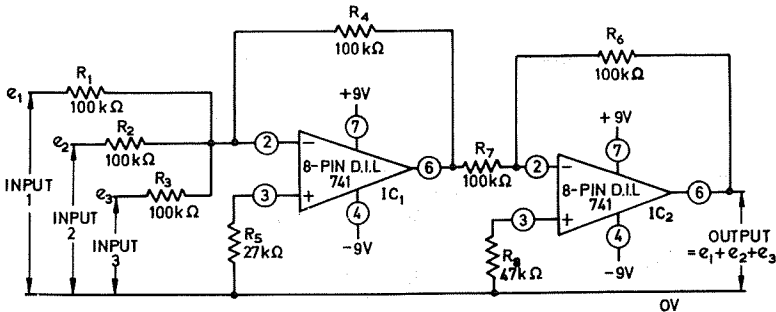 R4
100kΩ
R6
100kΩ
R1
100kΩ
e1
+9V
+9V
R2
100kΩ
e2
R3
100kΩ
e3
2
−
7
8-PIN D.I.L
741
3
+
4
−9V
6
IC1
R7
100kΩ
2
−
7
8-PIN D.I.L
741
3
+
4
−9V
6
IC2
INPUT
1
INPUT
2
INPUT
3
R5
27kΩ
R8
47kΩ
OUTPUT
=e1+e2+e3
0V